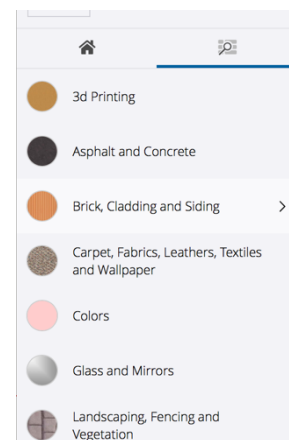 3d Printing
Asphalt and Concrete
Brick, Cladding and Siding
Carpet, Fabrics, Leathers, Textiles
and Wallpaper
Colors
Glass and Mirrors
Landscaping, Fencing and
Vegetation